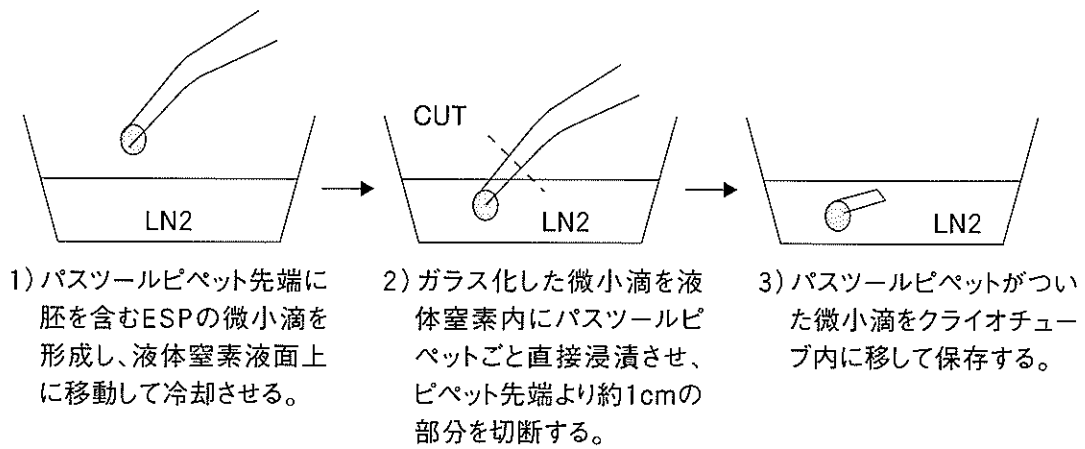 LN2
CUT
LN2
LN2
1)パスツールピペット先端に
胚を含むESPの微小滴を
形成し、液体窒素液面上
に移動して冷却させる。
2)ガラス化した微小滴を液
体窒素内にパスツールピ
ペットごと直接浸漬させ、
ピペット先端より約1cmの
部分を切断する。
3)パスツールピペットがつい
た微小滴をクライオチュー
ブ内に移して保存する。